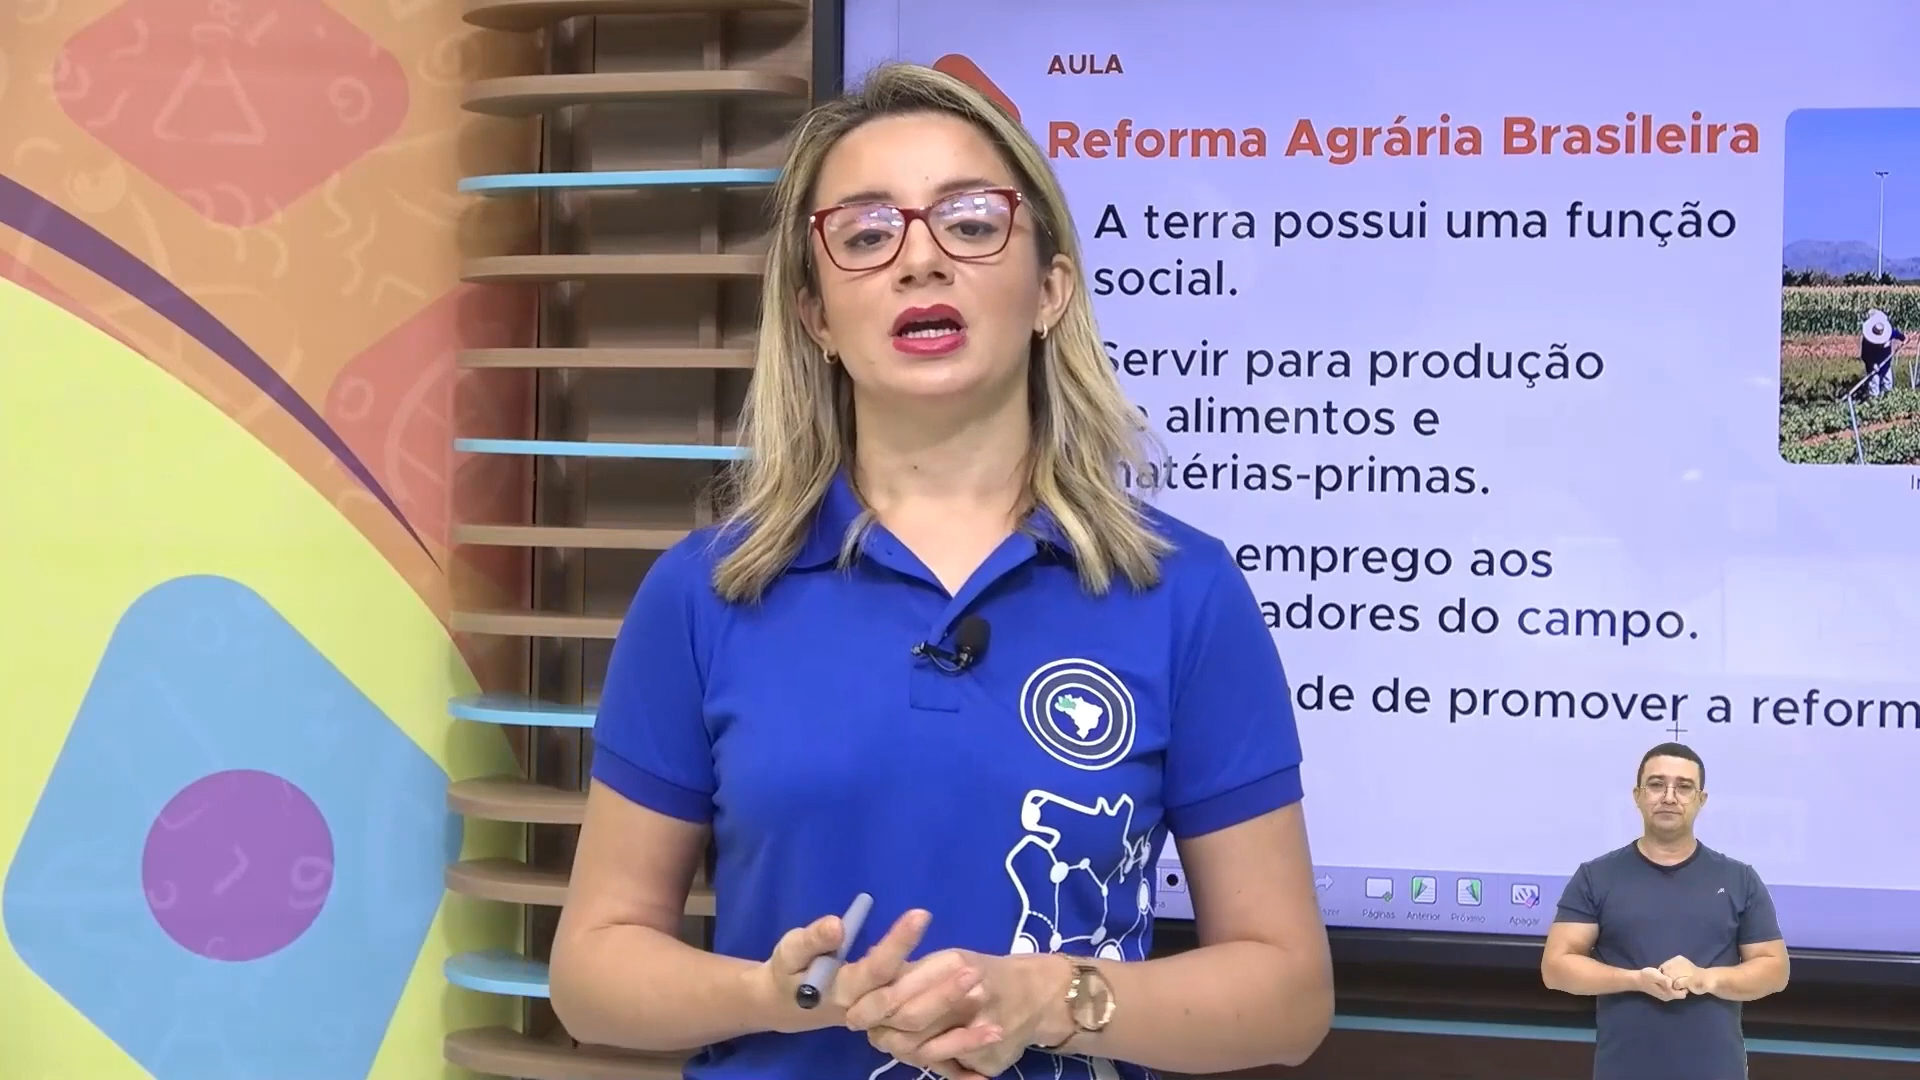 AULA
Reforma Agrária Brasileira
A terra possui uma função
social.
Servir para produção
alimentos e
matérias-primas.
emprego aos
adores do campo.
de de promover a reform
Páginas Anterior Próximo Apagar